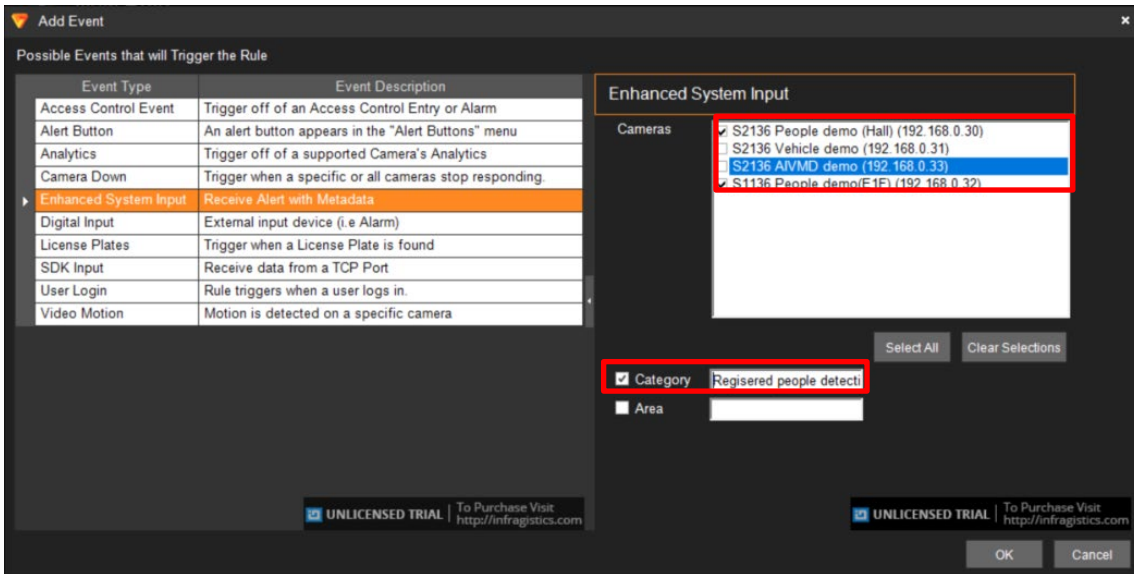 Add Event
Possible Events that will Trigger the Rule
Event Type Event Description
Access Control Event Trigger off of an Access Control Entry or Alarm
Alert Button An alert button appears in the "Alert Buttons" menu
Analytics Trigger off of a supported Camera's Analytics
Camera Down Trigger when a specific or all cameras stop responding.
Enhanced System Input Receive Alert with Metadata
Digital Input External input device (i.e Alarm)
License Plates Trigger when a License Plate is found
SDK Input Receive data from a TCP Port
User Login Rule triggers when a user logs in.
Video Motion Motion is detected on a specific camera
UNLICENSED TRIAL To Purchase Visit
http://infragistics.com
Enhanced System Input
Cameras
S2136 People demo (Hall) (192.168.0.30)
S2136 Vehicle demo (192.168.0.31)
S2136 AIVMD demo (192.168.0.33)
S1136 People demo(E1F) (192.168.0.32)
Select All Clear Selections
Category Regisered people detecti
Area
UNLICENSED TRIAL To Purchase Visit
http://infragistics.com
OK Cancel